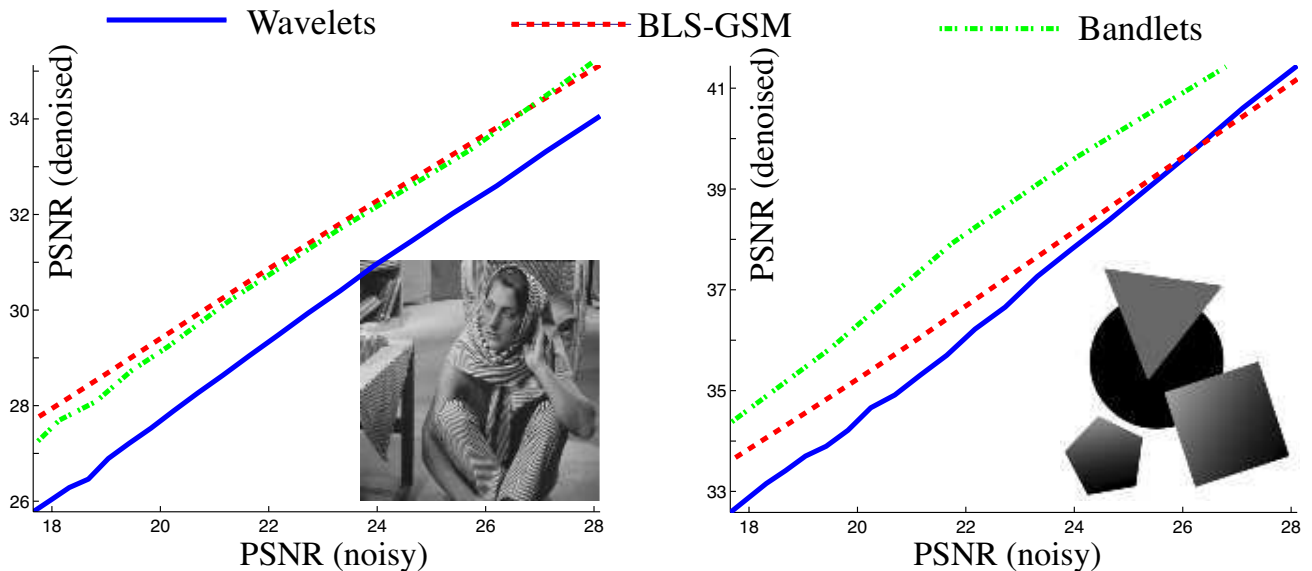 Wavelets
BLS-GSM
Bandlets
PSNR (denoised)
34
32
30
28
26
18 20 22 24 26 28
PSNR (noisy)
PSNR (denoised)
41
39
37
35
33
18 20 22 24 26 28
PSNR (noisy)